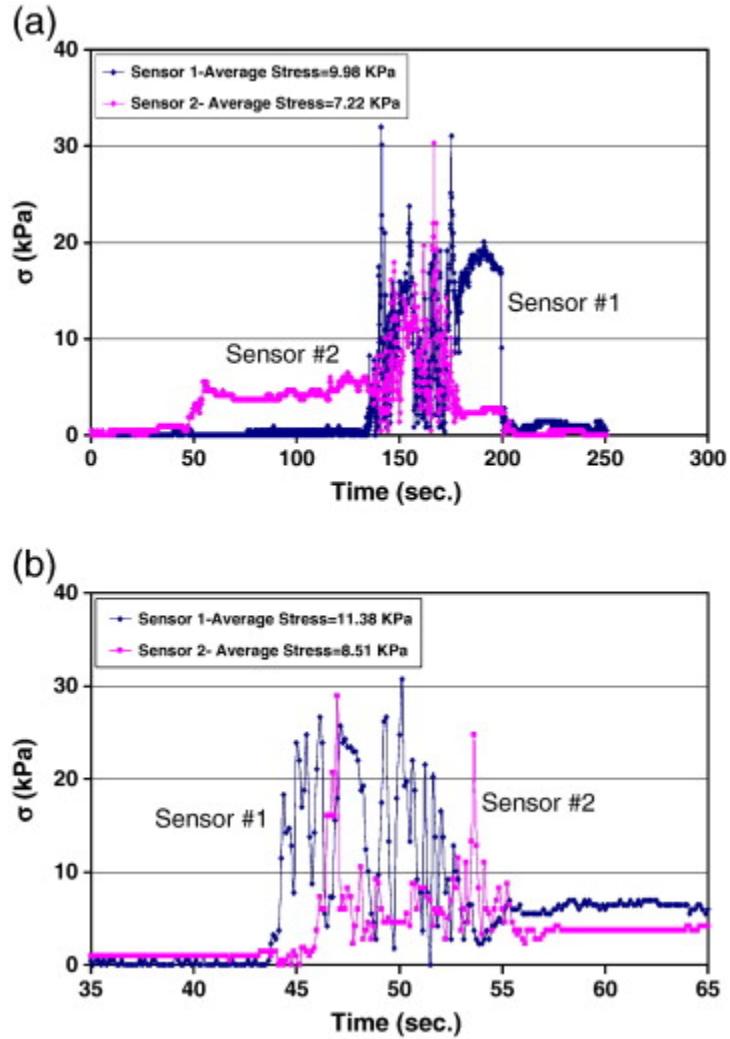 (a)
40
Sensor 1-Average Stress=9.98 KPa
Sensor 2- Average Stress=7.22 KPa
30
σ (kPa)
20
Sensor #1
10
Sensor #2
0
0 50 100 150 200 250 300
Time (sec.)
(b)
40
Sensor 1-Average Stress=11.38 KPa
Sensor 2- Average Stress=8.51 KPa
30
σ (kPa)
20
Sensor #1
Sensor #2
10
0
35 40 45 50 53 60 65
Time (sec.)